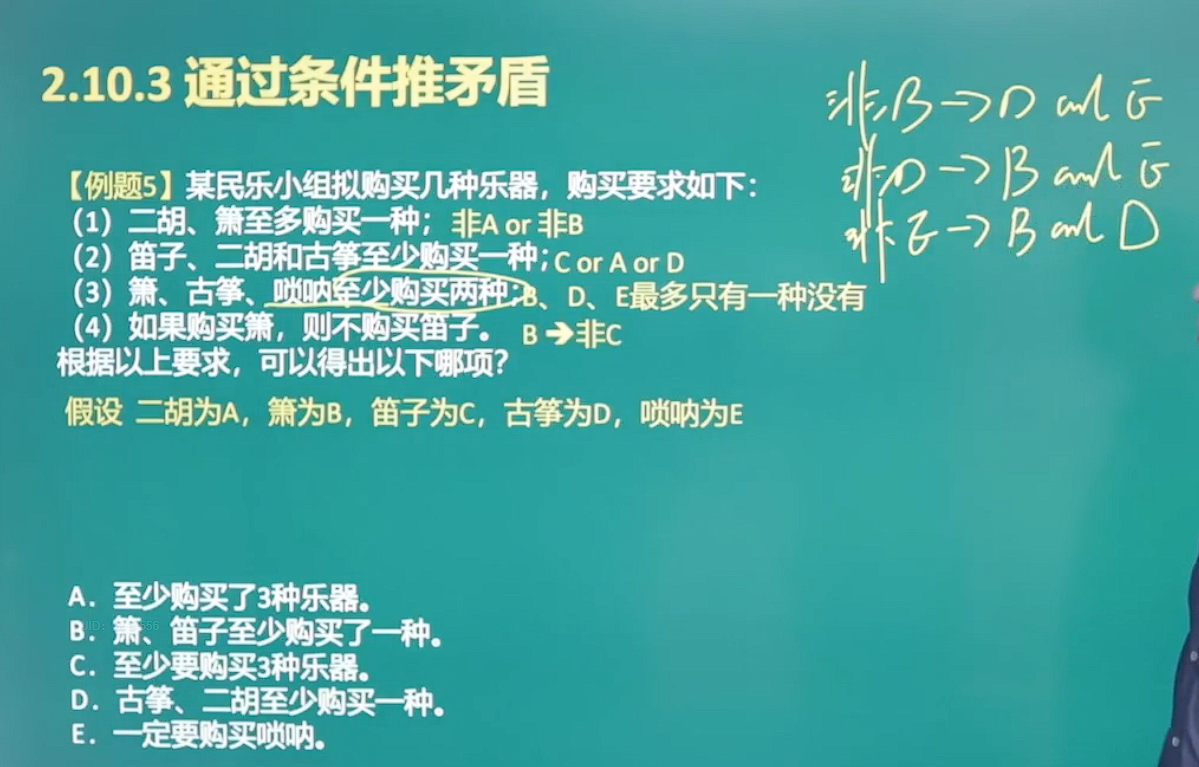 2.10.3 通过条件推矛盾
非B→D and E
非D→B and E
非E→B and D
【例题5】某民乐小组拟购买几种乐器，购买要求如下：
（1）二胡、箫至多购买一种；非A or 非B
（2）笛子、二胡和古筝至少购买一种；C or A or D
（3）箫、古筝、唢呐至少购买两种；B、D、E最多只有一种没有
（4）如果购买箫，则不购买笛子。 B➔非C
根据以上要求，可以得出以下哪项？
假设 二胡为A，箫为B，笛子为C，古筝为D，唢呐为E
A．至少购买了3种乐器。
B．箫、笛子至少购买了一种。
C．至少要购买3种乐器。
D．古筝、二胡至少购买一种。
E．一定要购买唢呐。